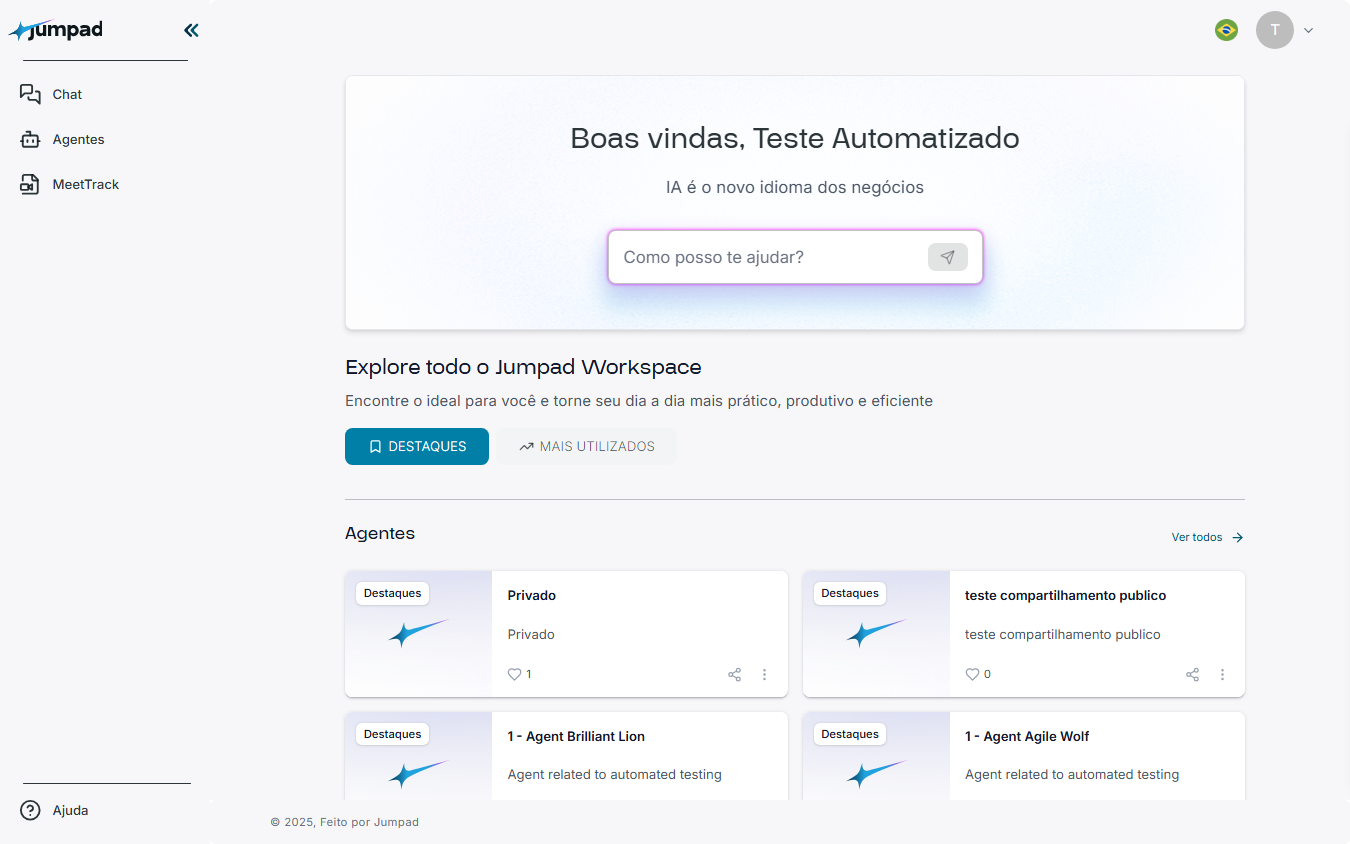 jumpad
Chat
Agentes
MeetTrack
T
Boas vindas, Teste Automatizado
IA é o novo idioma dos negócios
Como posso te ajudar?
Explore todo o Jumpad Workspace
Encontre o ideal para você e torne seu dia a dia mais prático, produtivo e eficiente
DESTAQUES
MAIS UTILIZADOS
Agentes
Ver todos
Destaques
Privado
Privado
1
Destaques
teste compartilhamento publico
teste compartilhamento publico
0
Destaques
1 - Agent Brilliant Lion
Agent related to automated testing
Destaques
1 - Agent Agile Wolf
Agent related to automated testing
Ajuda
© 2025, Feito por Jumpad